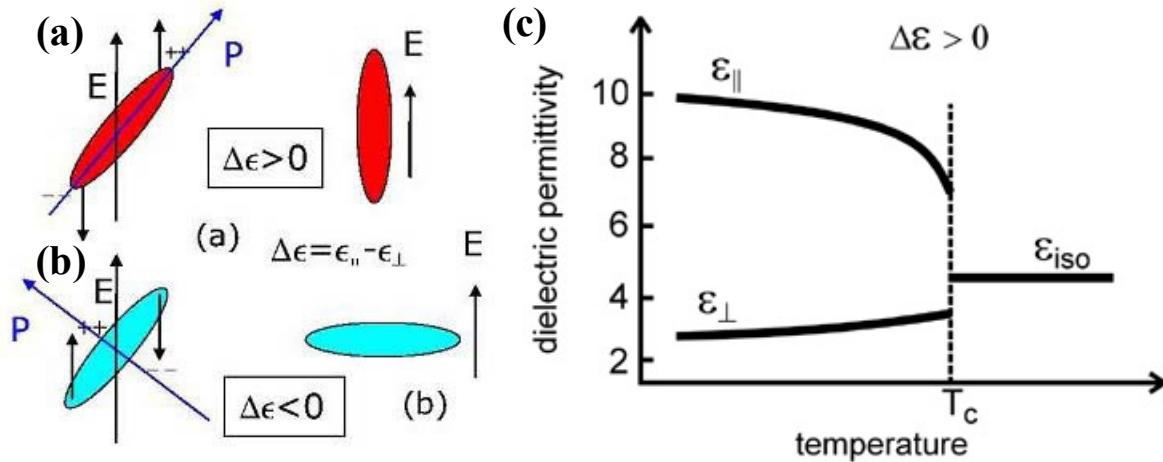 (a)
P
E
++
--
Δϵ>0
E
(a)
Δϵ=ϵ"-ϵ⊥
(b)
P
E
++
--
Δϵ<0
E
(b)
(c)
Δε > 0
dielectric permittivity
10
8
6
4
2
ε∥
ε⊥
εiso
Tc
temperature